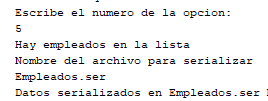 Escribe el numero de la opcion:
5
Hay empleados en la lista
Nombre del archivo para serializar
Empleados.ser
Datos serializados en Empleados.ser